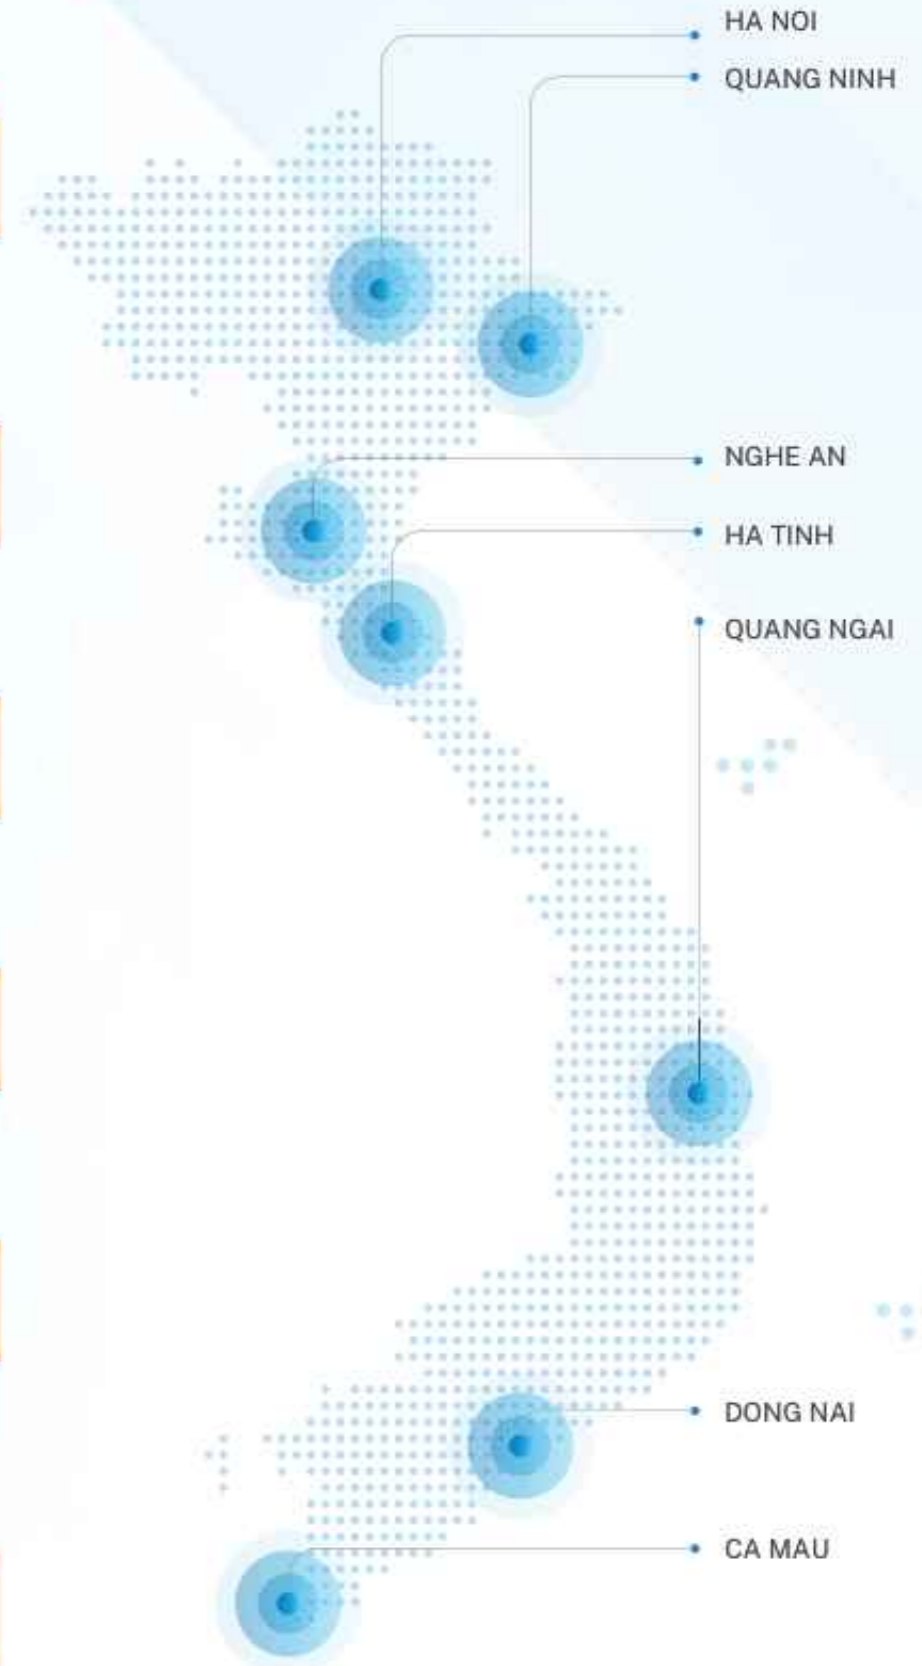 HA NOI
QUANG NINH
NGHE AN
HA TINH
QUANG NGAI
DONG NAI
CA MAU